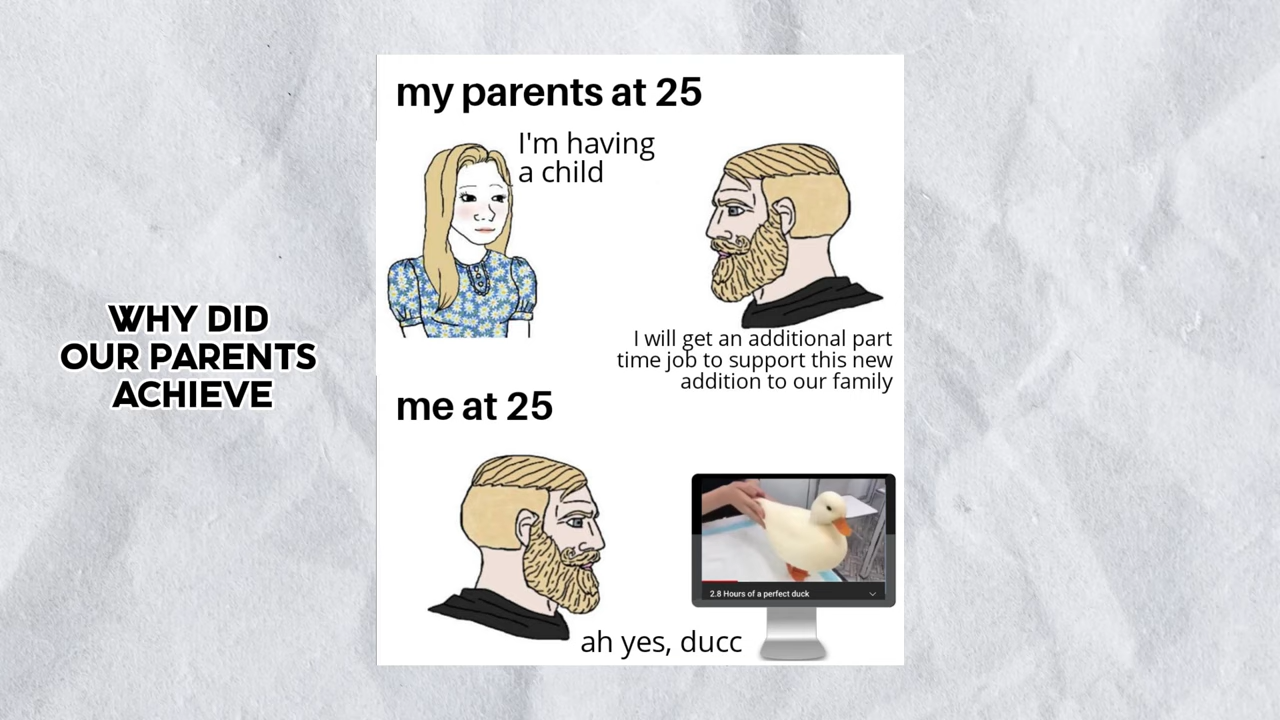 WHY DID
OUR PARENTS
ACHIEVE
my parents at 25
I'm having
a child
I will get an additional part
time job to support this new
addition to our family
me at 25
2.8 Hours of a perfect duck
ah yes, ducc